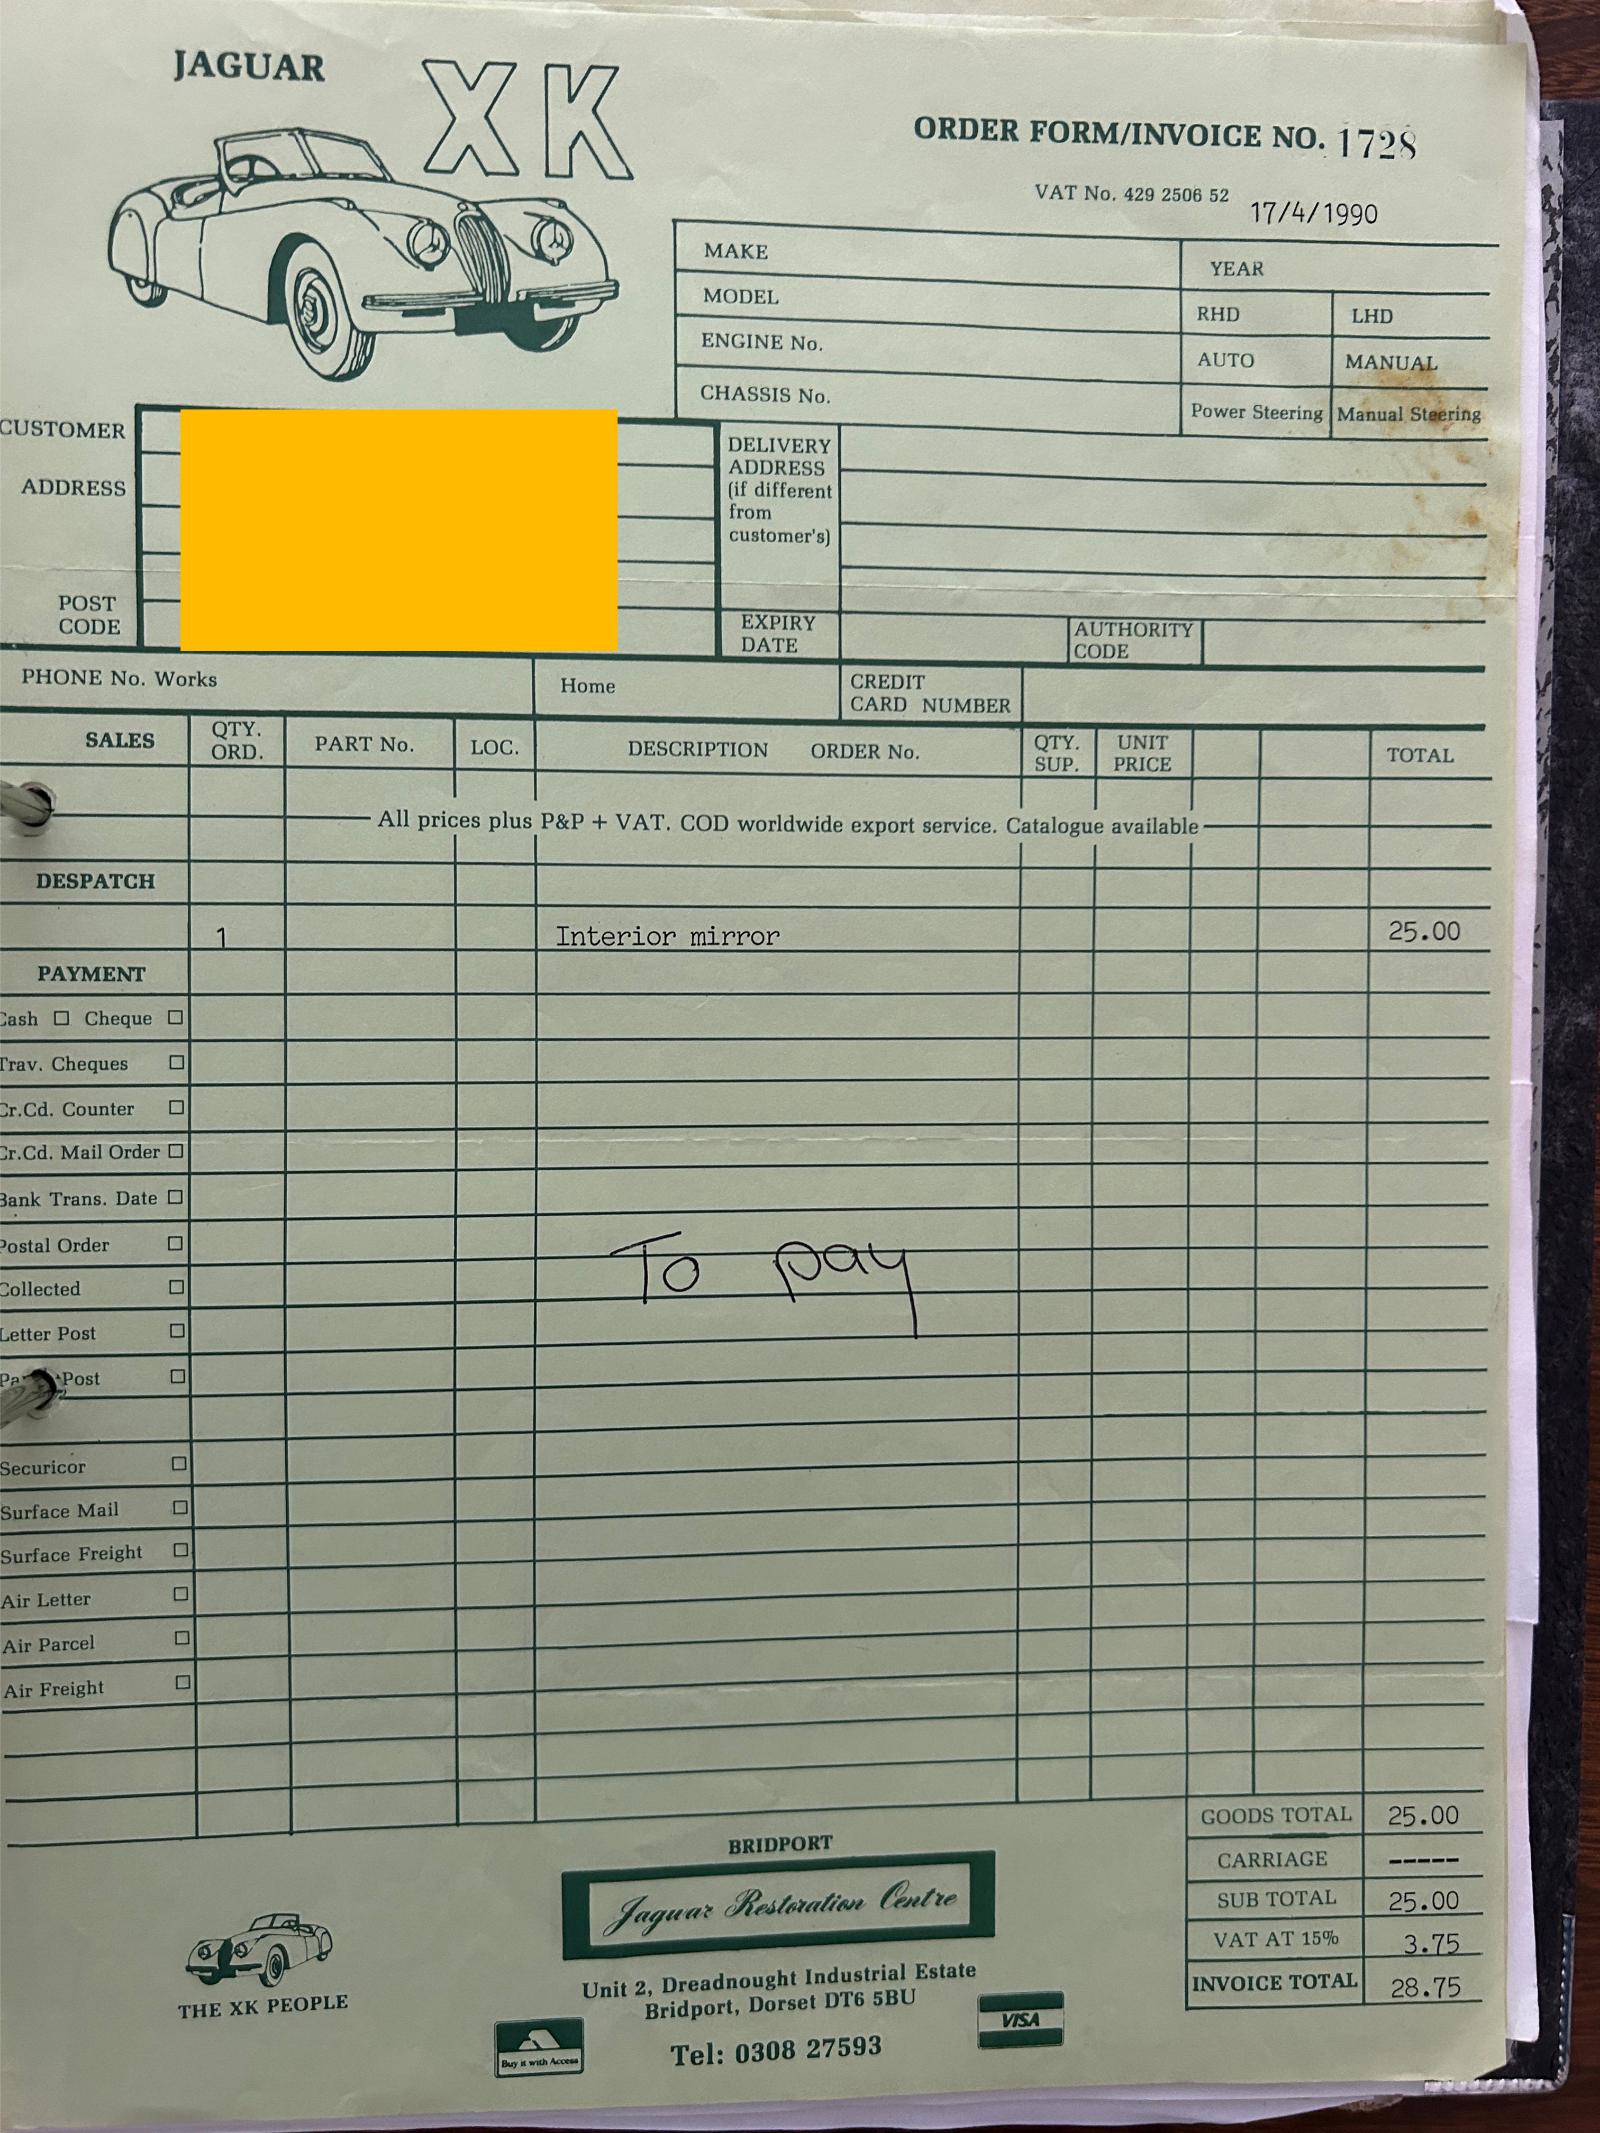 JAGUAR XK
ORDER FORM/INVOICE NO. 1728
VAT No. 429 2506 52
17/4/1990
MAKE
YEAR
MODEL
RHD
LHD
ENGINE No.
AUTO
MANUAL
CHASSIS No.
Power Steering
Manual Steering
CUSTOMER
ADDRESS
POST
CODE
DELIVERY
ADDRESS
(if different
from
customer's)
EXPIRY
DATE
AUTHORITY
CODE
PHONE No. Works
Home
CREDIT
CARD NUMBER
SALES
QTY.
ORD.
PART No.
LOC.
DESCRIPTION ORDER No.
QTY.
SUP.
UNIT
PRICE
TOTAL
All prices plus P&P + VAT. COD worldwide export service. Catalogue available
DESPATCH
1 Interior mirror 25.00
PAYMENT
Cash Cheque
Trav. Cheques
Cr.Cd. Counter
Cr.Cd. Mail Order
Bank Trans. Date
Postal Order
To pay
Collected
Letter Post
Post
Securicor
Surface Mail
Surface Freight
Air Letter
Air Parcel
Air Freight
GOODS TOTAL 25.00
CARRIAGE -----
SUB TOTAL 25.00
VAT AT 15% 3.75
INVOICE TOTAL 28.75
THE XK PEOPLE
BRIDPORT
Jaguar Restoration Centre
Unit 2, Dreadnought Industrial Estate
Bridport, Dorset DT6 5BU
Tel: 0308 27593
Buy it with Access
VISA